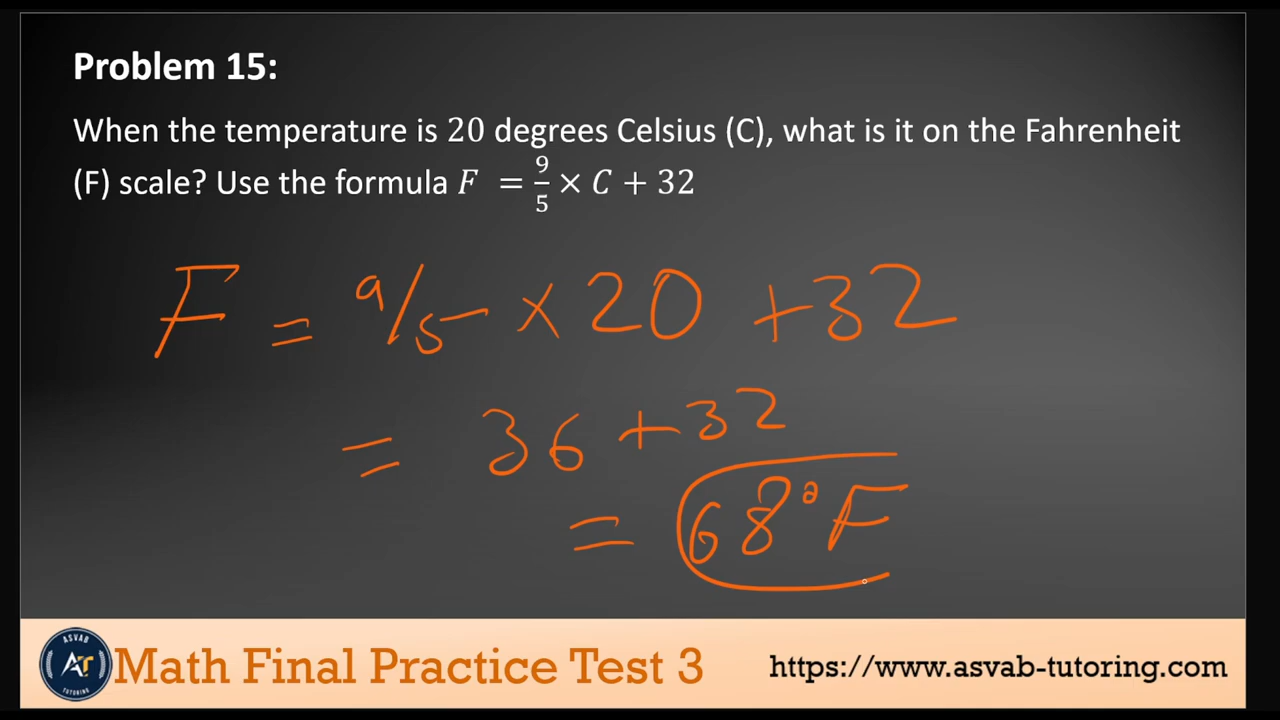 Problem 15:
When the temperature is 20 degrees Celsius (C), what is it on the Fahrenheit
(F) scale? Use the formula F = 9/5 × C + 32
F = 9/5 × 20 + 32
= 36 + 32
= 68° F
ASVAB
AT
TUTORING
Math Final Practice Test 3
https://www.asvab-tutoring.com